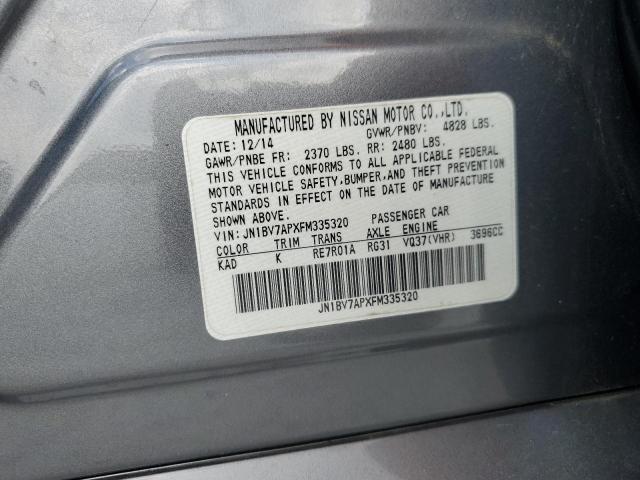 MANUFACTURED BY NISSAN MOTOR CO.,LTD.
DATE: 12/14 GVWR/PNBV: 4828 LBS.
GAWR/PNBE FR: 2370 LBS. RR: 2480 LBS.
THIS VEHICLE CONFORMS TO ALL APPLICABLE FEDERAL
MOTOR VEHICLE SAFETY,BUMPER,AND THEFT PREVENTION
STANDARDS IN EFFECT ON THE DATE OF MANUFACTURE
SHOWN ABOVE.
VIN: JN1BV7APXFM335320 PASSENGER CAR
COLOR TRIM TRANS AXLE ENGINE
KAD K RE7R01A RG31 VQ37(VHR) 3696CC
JN1BV7APXFM335320